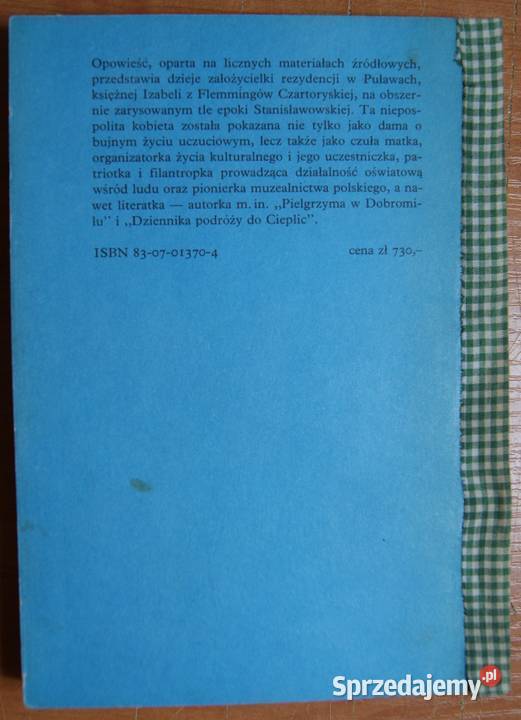 Opowieść, oparta na licznych materiałach źródłowych,
przedstawia dzieje założycielki rezydencji w Puławach,
księżnej Izabeli z Flemmingów Czartoryskiej, na obszer-
nie zarysowanym tle epoki Stanisławowskiej. Ta niepos-
polita kobieta została pokazana nie tylko jako dama o
bujnym życiu uczuciowym, lecz także jako czuła matka,
organizatorka życia kulturalnego i jego uczestniczka, pa-
triotka i filantropka prowadząca działalność oświatową
wśród ludu oraz pionierka muzealnictwa polskiego, a na-
wet literatka — autorka m.in. „Pielgrzyma w Dobromi-
lu” i „Dziennika podróży do Cieplic”.
ISBN 83-07-01370-4 cena zł 730,–
Sprzedajemy.pl